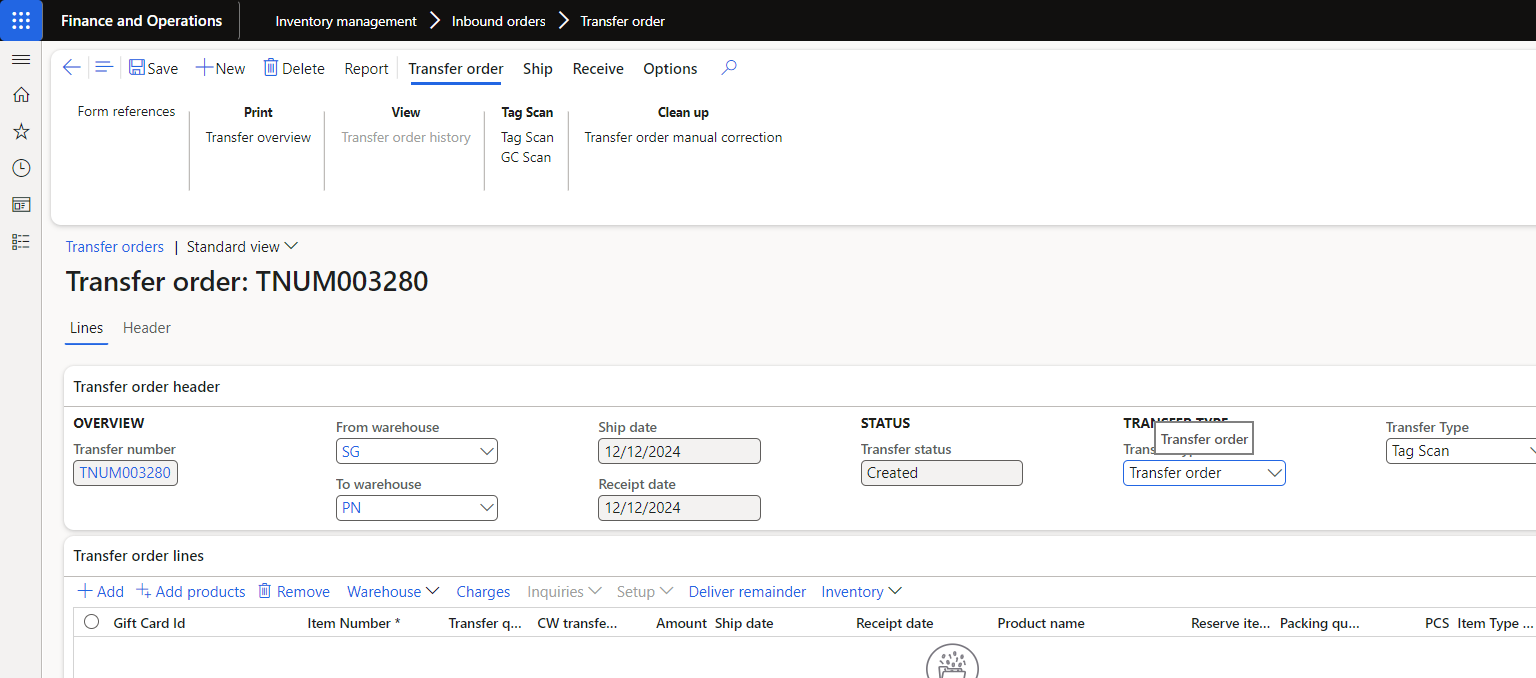 Finance and Operations Inventory management Inbound orders Transfer order
Save New Delete Report Transfer order Ship Receive Options
Form references Print View Tag Scan Clean up
Transfer overview Transfer order history Tag Scan Transfer order manual correction
GC Scan
Transfer orders | Standard view
Transfer order: TNUM003280
Lines Header
Transfer order header
OVERVIEW
Transfer number
TNUM003280
From warehouse
SG
To warehouse
PN
Ship date
12/12/2024
Receipt date
12/12/2024
STATUS
Transfer status
Created
Transfer order
Transfer order
Transfer Type
Tag Scan
Transfer order lines
Add Add products Remove Warehouse Charges Inquiries Setup Deliver remainder Inventory
Gift Card Id Item Number * Transfer q... CW transfe... Amount Ship date Receipt date Product name Reserve ite... Packing qu... PCS Item Type ...